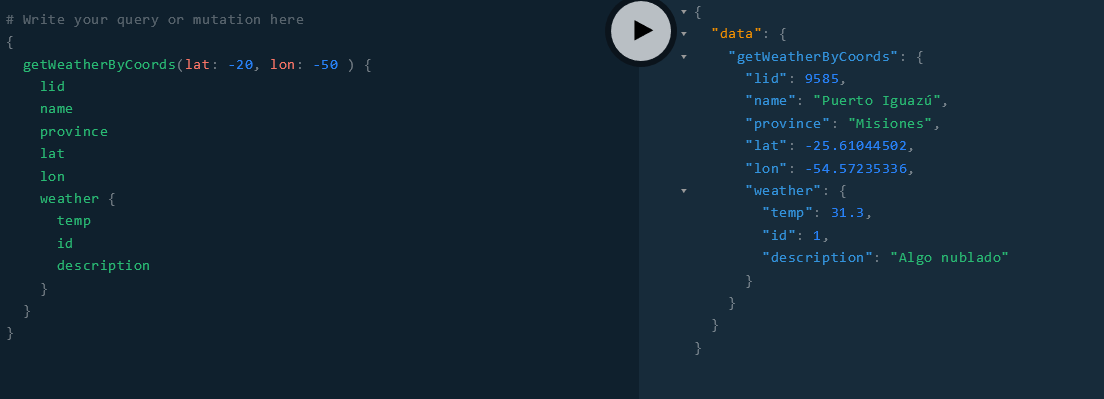 # Write your query or mutation here
{
  getWeatherByCoords(lat: -20, lon: -50 ) {
    lid
    name
    province
    lat
    lon
    weather {
      temp
      id
      description
    }
  }
}
{
  "data": {
    "getWeatherByCoords": {
      "lid": 9585,
      "name": "Puerto Iguazú",
      "province": "Misiones",
      "lat": -25.61044502,
      "lon": -54.57235336,
      "weather": {
        "temp": 31.3,
        "id": 1,
        "description": "Algo nublado"
      }
    }
  }
}